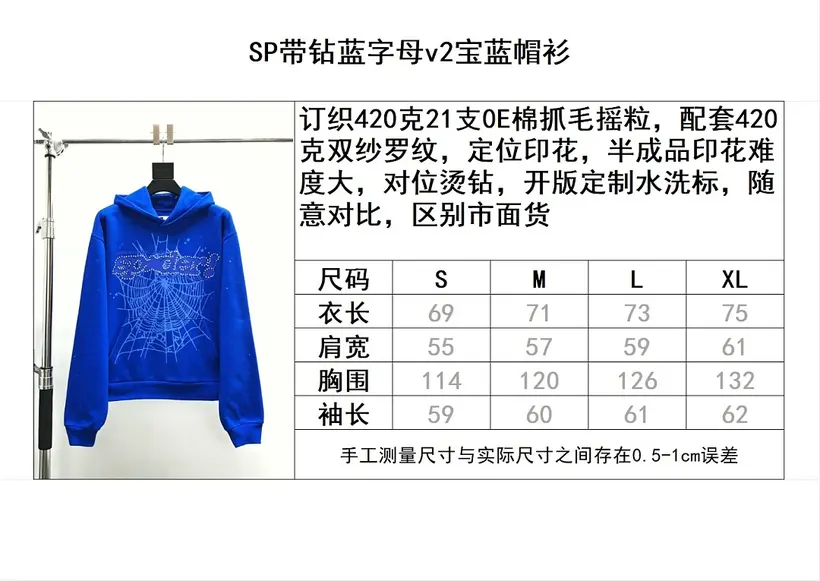 SP带钻蓝字母v2宝蓝帽衫
订织420克21支OE棉抓毛摇粒，配套420
克双纱罗纹，定位印花，半成品印花难
度大，对位烫钻，开版定制水洗标，随
意对比，区别市面货
尺码 S M L XL
衣长 69 71 73 75
肩宽 55 57 59 61
胸围 114 120 126 132
袖长 59 60 61 62
手工测量尺寸与实际尺寸之间存在0.5-1cm误差